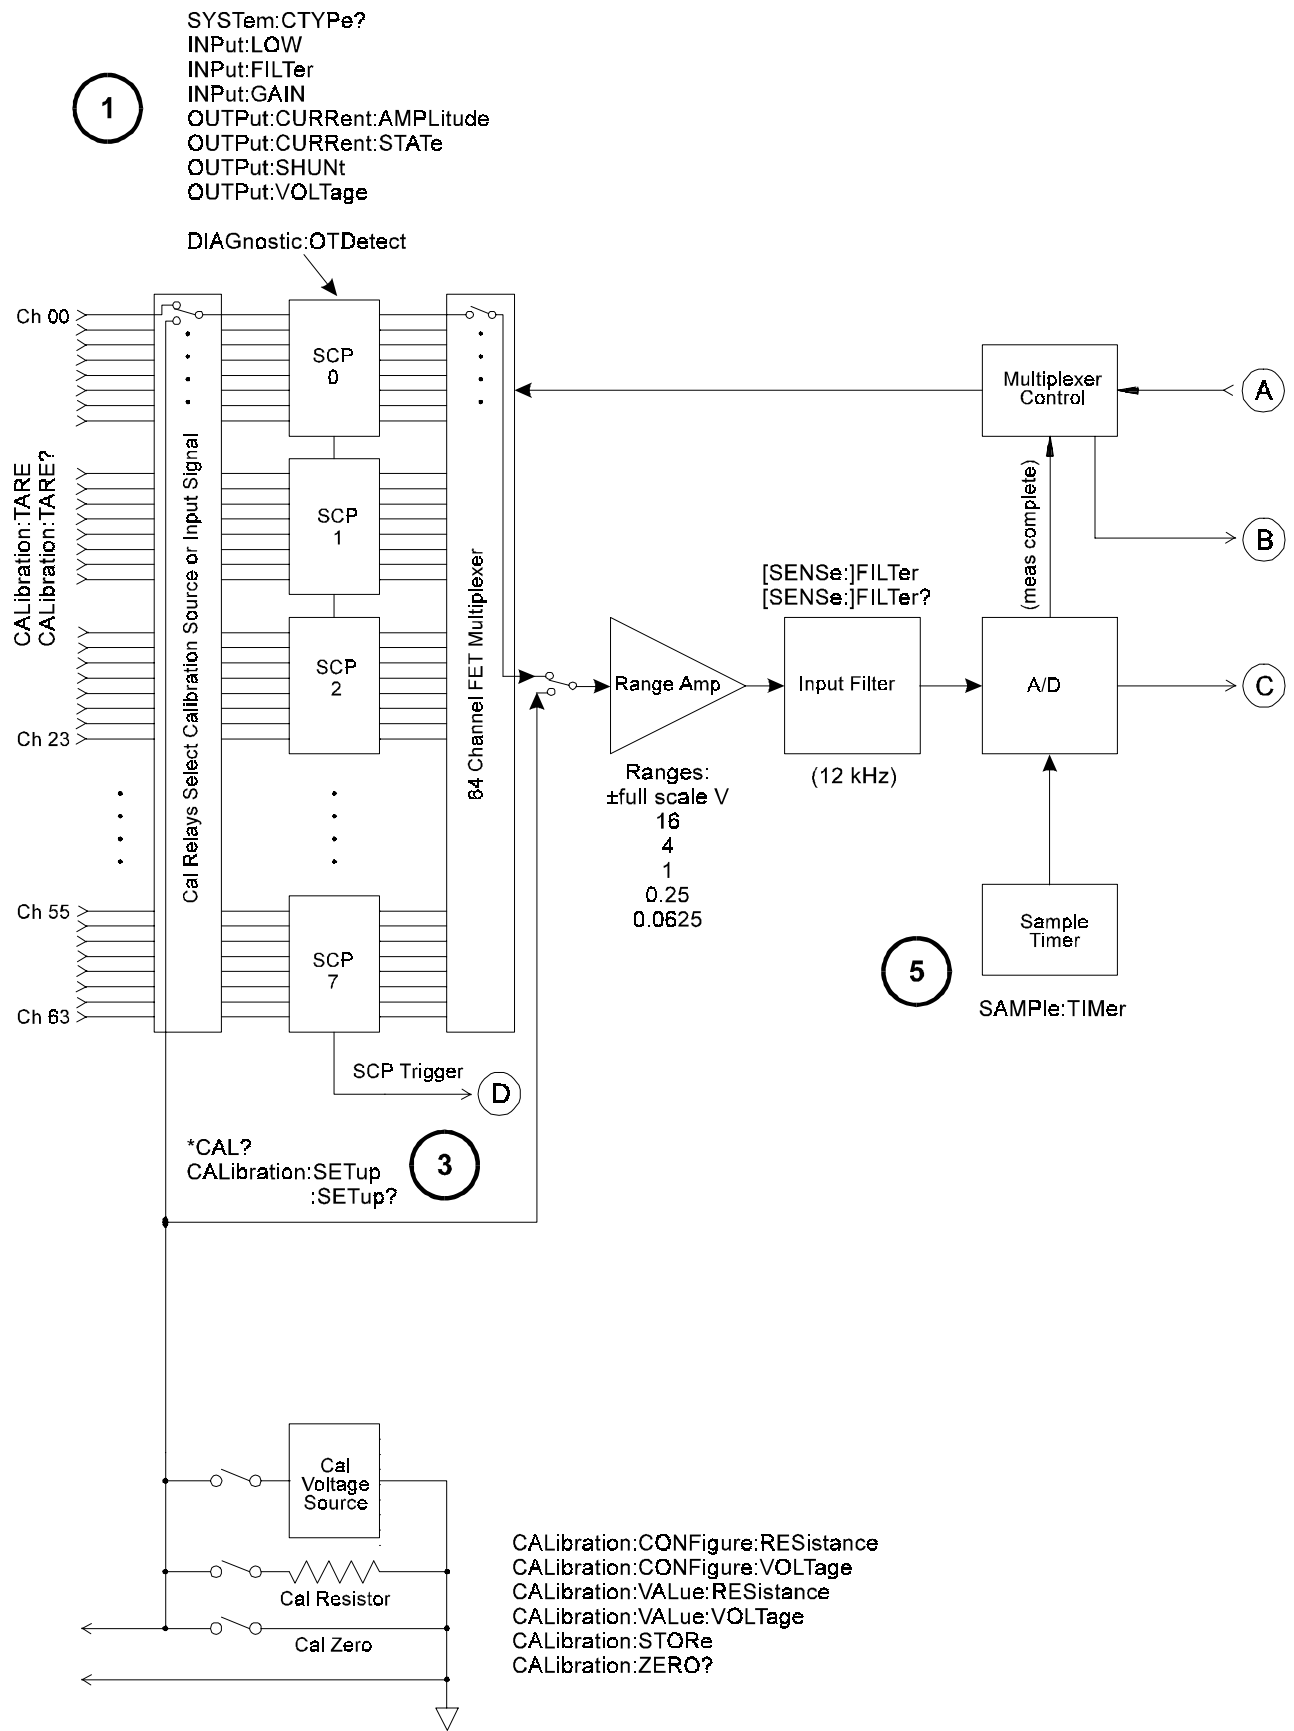 SYSTem:CTYPe?
INPut:LOW
INPut:FILTer
INPut:GAIN
OUTPut:CURRent:AMPLitude
OUTPut:CURRent:STATe
OUTPut:SHUNt
OUTPut:VOLTage
1
DIAGnostic:OTDetect
Ch 00
SCP
0
Multiplexer
Control
A
CALibration:TARE
CALibration:TARE?
Cal Relays Select Calibration Source or Input Signal
SCP
1
64 Channel FET Multiplexer
(meas complete)
B
[SENSe:]FILTer
[SENSe:]FILTer?
SCP
2
Range Amp
Input Filter
A/D
C
Ch 23
Ranges:
±full scale V
16
4
1
0.25
0.0625
(12 kHz)
Ch 55
SCP
7
Ch 63
Sample
Timer
5
SAMPle:TIMer
SCP Trigger
D
*CAL?
CALibration:SETup
:SETup?
3
Cal
Voltage
Source
Cal Resistor
Cal Zero
CALibration:CONFigure:RESistance
CALibration:CONFigure:VOLTage
CALibration:VALue:RESistance
CALibration:VALue:VOLTage
CALibration:STORe
CALibration:ZERO?